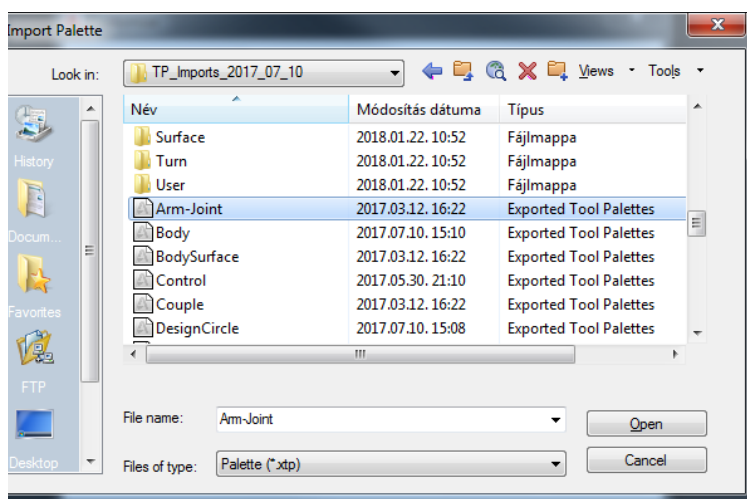 Import Palette
Look in: TP_Imports_2017_07_10 Views Tools
Név Módosítás dátuma Típus
Surface 2018.01.22. 10:52 Fájlmappa
Turn 2018.01.22. 10:52 Fájlmappa
User 2018.01.22. 10:52 Fájlmappa
Arm-Joint 2017.03.12. 16:22 Exported Tool Palettes
Body 2017.07.10. 15:10 Exported Tool Palettes
BodySurface 2017.03.12. 16:22 Exported Tool Palettes
Control 2017.05.30. 21:10 Exported Tool Palettes
Couple 2017.03.12. 16:22 Exported Tool Palettes
DesignCircle 2017.07.10. 15:08 Exported Tool Palettes
History
Docum...
Favorites
FTP
Desktop
File name: Arm-Joint Open
Files of type: Palette (*.xtp) Cancel